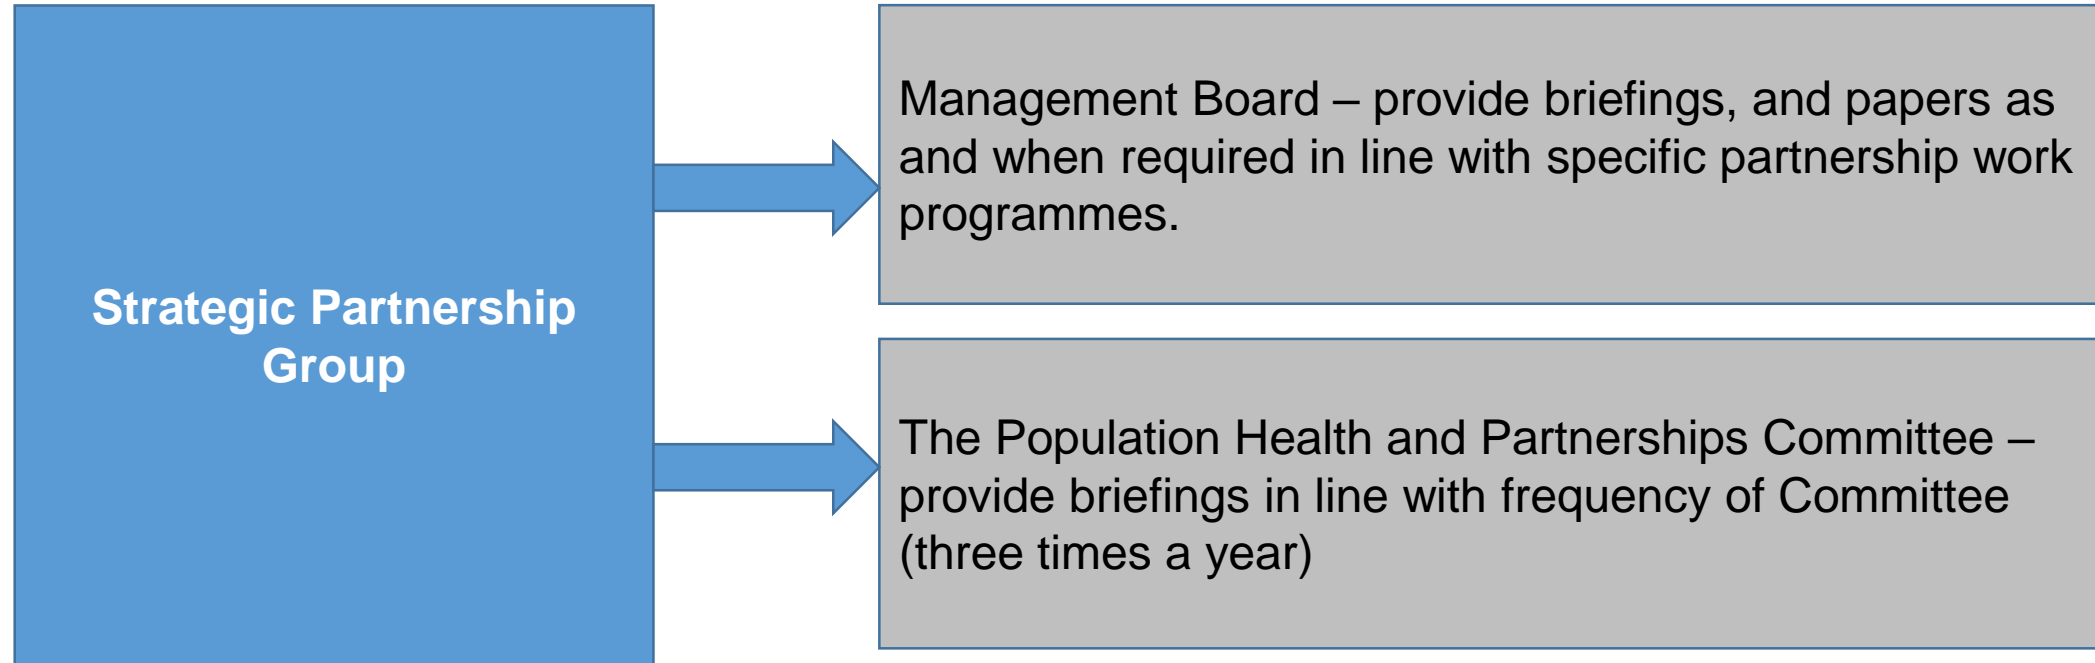 Strategic Partnership
Group
Management Board – provide briefings, and papers as
and when required in line with specific partnership work
programmes.
The Population Health and Partnerships Committee –
provide briefings in line with frequency of Committee
(three times a year)